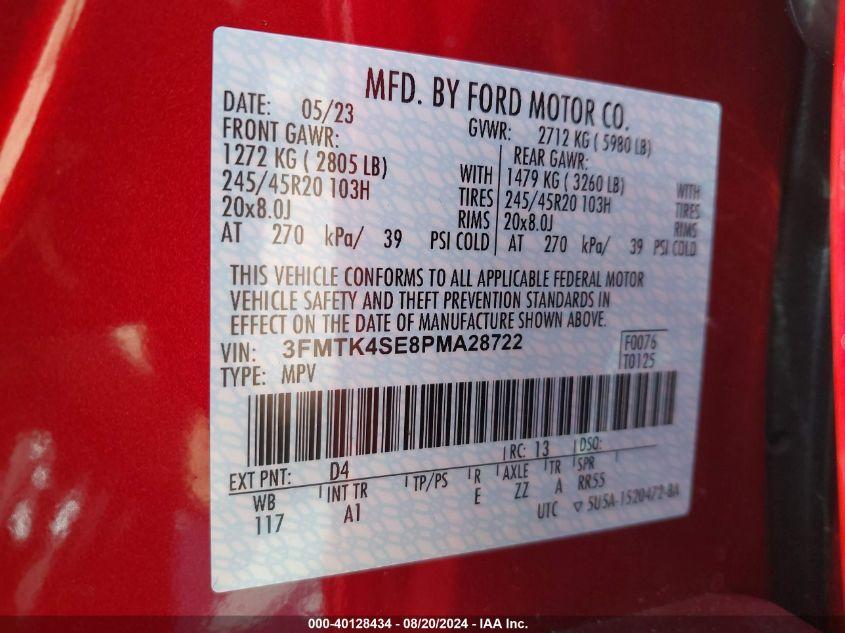 MFD. BY FORD MOTOR CO.
DATE: 05/23 GVWR: 2712 KG ( 5980 LB)
FRONT GAWR: REAR GAWR:
1272 KG ( 2805 LB) WITH 1479 KG ( 3260 LB) WITH
245/45R20 103H TIRES 245/45R20 103H TIRES
20x8.0J RIMS 20x8.0J RIMS
AT 270 kPa/ 39 PSI COLD AT 270 kPa/ 39 PSI COLD
THIS VEHICLE CONFORMS TO ALL APPLICABLE FEDERAL MOTOR
VEHICLE SAFETY AND THEFT PREVENTION STANDARDS IN
EFFECT ON THE DATE OF MANUFACTURE SHOWN ABOVE.
VIN: 3FMTK4SE8PMA28722 F0076
TYPE: MPV T0125
EXT PNT: D4 RC: 13 DSO:
WB INT TR TP/PS R AXLE TR SPR
117 A1 E ZZ A RR55
UTC ▽ 5U5A-1520472-BA
000-40128434 - 08/20/2024 - IAA Inc.